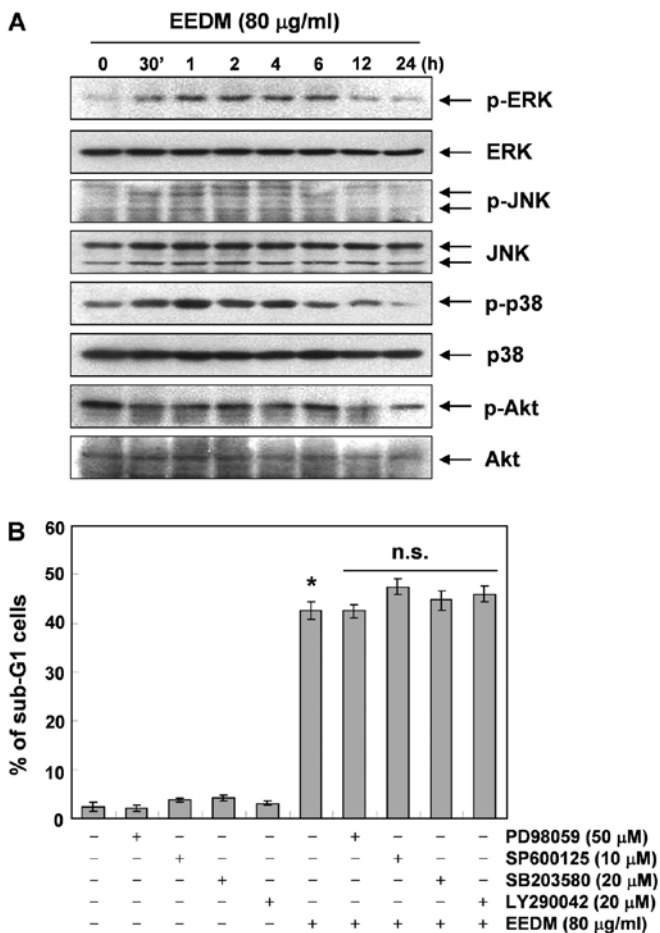 A
EEDM (80 μg/ml)
0 30' 1 2 4 6 12 24 (h)
p-ERK
ERK
p-JNK
JNK
p-p38
p38
p-Akt
Akt
B
% of sub-G1 cells
60
50
40
30
20
10
0
*
n.s.
− + − − − − + − − − PD98059 (50 μM)
− − + − − − − + − − SP600125 (10 μM)
− − − + − − − − + − SB203580 (20 μM)
− − − − + − − − − + LY290042 (20 μM)
− − − − − + + + + + EEDM (80 μg/ml)